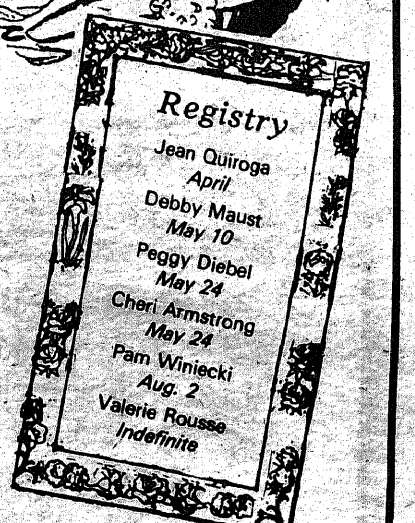 Registry
Jean Quiroga
April
Debby Maust
May 10
Peggy Diebel
May 24
Cheri Armstrong
May 24
Pam Winiecki
Aug. 2
Valerie Rousse
Indefinite